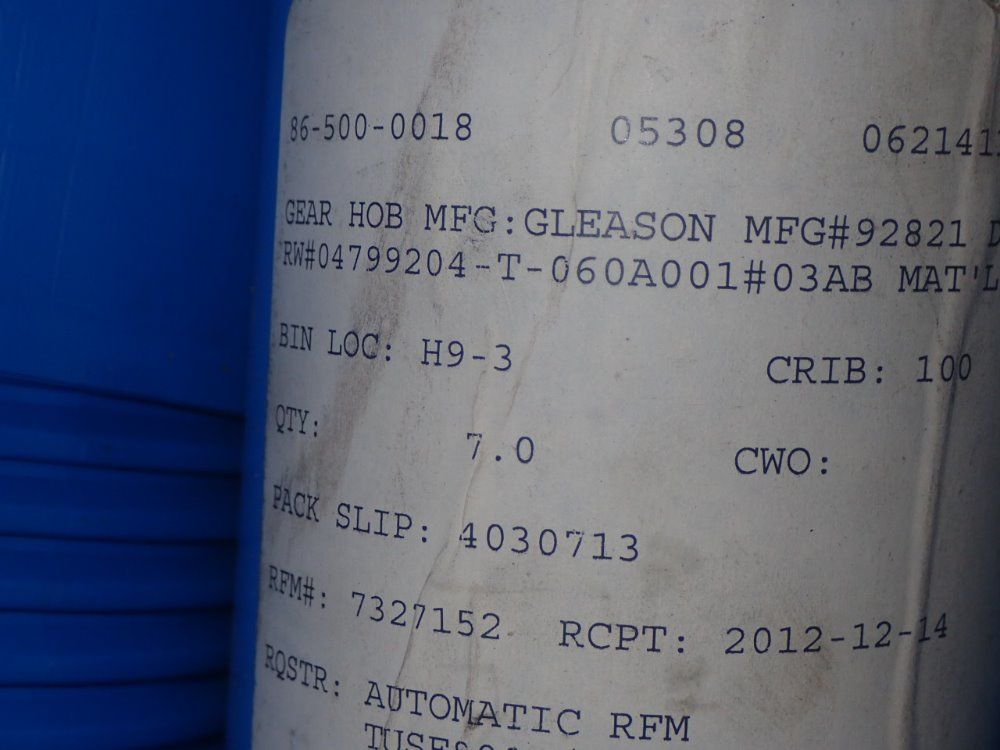 86-500-0018 05308 062141
GEAR HOB MFG:GLEASON MFG#92821 D
RW#04799204-T-060A001#03AB MAT'L
BIN LOC: H9-3 CRIB: 100
QTY: 7.0 CWO:
PACK SLIP: 4030713
RFM#: 7327152 RCPT: 2012-12-14
RQSTR: AUTOMATIC RFM